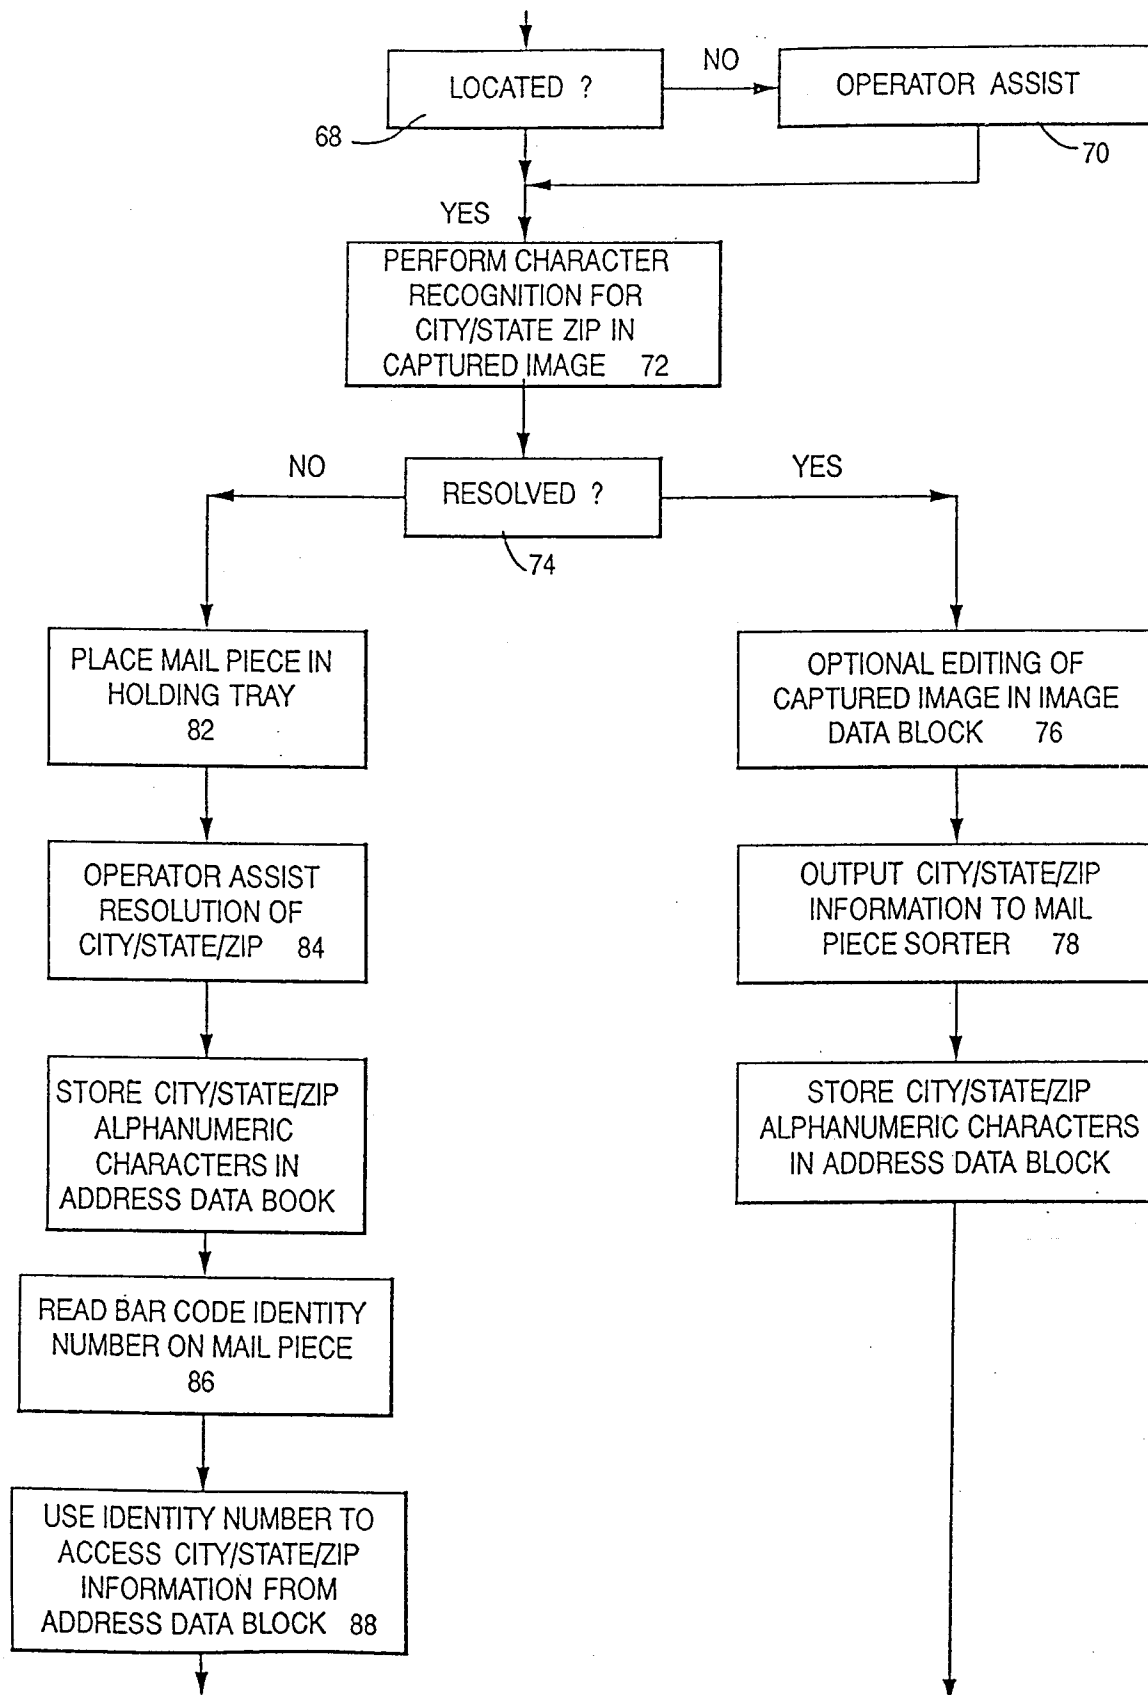 LOCATED ?
68
NO
OPERATOR ASSIST
70
YES
PERFORM CHARACTER
RECOGNITION FOR
CITY/STATE ZIP IN
CAPTURED IMAGE 72
NO
RESOLVED ?
YES
74
PLACE MAIL PIECE IN
HOLDING TRAY
82
OPERATOR ASSIST
RESOLUTION OF
CITY/STATE/ZIP 84
STORE CITY/STATE/ZIP
ALPHANUMERIC
CHARACTERS IN
ADDRESS DATA BOOK
READ BAR CODE IDENTITY
NUMBER ON MAIL PIECE
86
USE IDENTITY NUMBER TO
ACCESS CITY/STATE/ZIP
INFORMATION FROM
ADDRESS DATA BLOCK 88
OPTIONAL EDITING OF
CAPTURED IMAGE IN IMAGE
DATA BLOCK 76
OUTPUT CITY/STATE/ZIP
INFORMATION TO MAIL
PIECE SORTER 78
STORE CITY/STATE/ZIP
ALPHANUMERIC CHARACTERS
IN ADDRESS DATA BLOCK